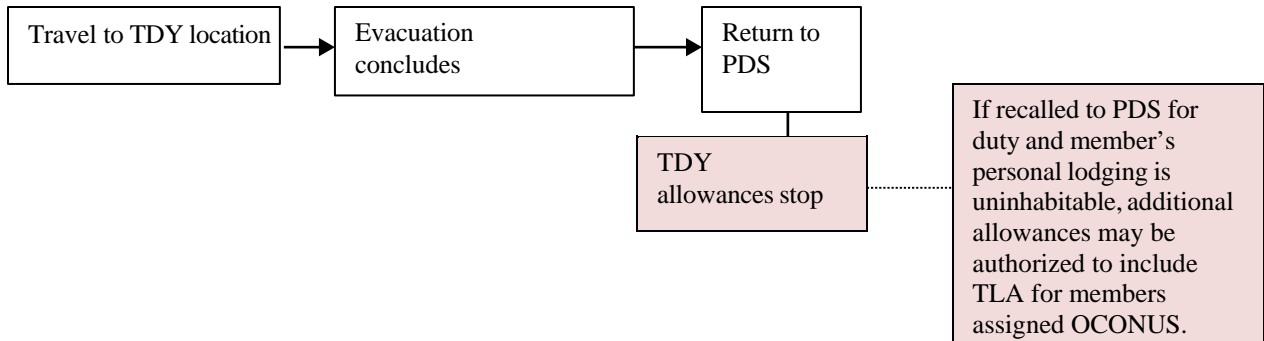 Travel to TDY location
Evacuation
concludes
Return to
PDS
TDY
allowances stop
If recalled to PDS for
duty and member’s
personal lodging is
uninhabitable, additional
allowances may be
authorized to include
TLA for members
assigned OCONUS.